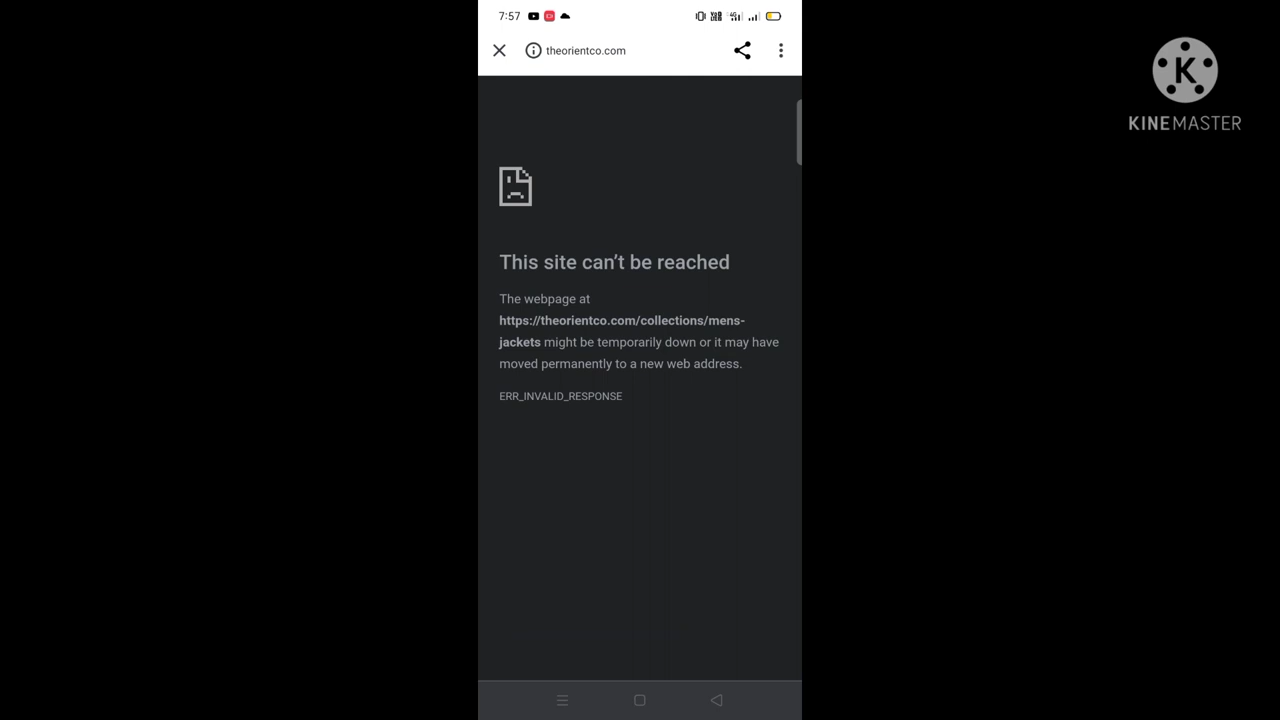 7:57
theorientco.com
KINEMASTER
This site can't be reached
The webpage at
https://theorientco.com/collections/mens-
jackets might be temporarily down or it may have
moved permanently to a new web address.
ERR_INVALID_RESPONSE